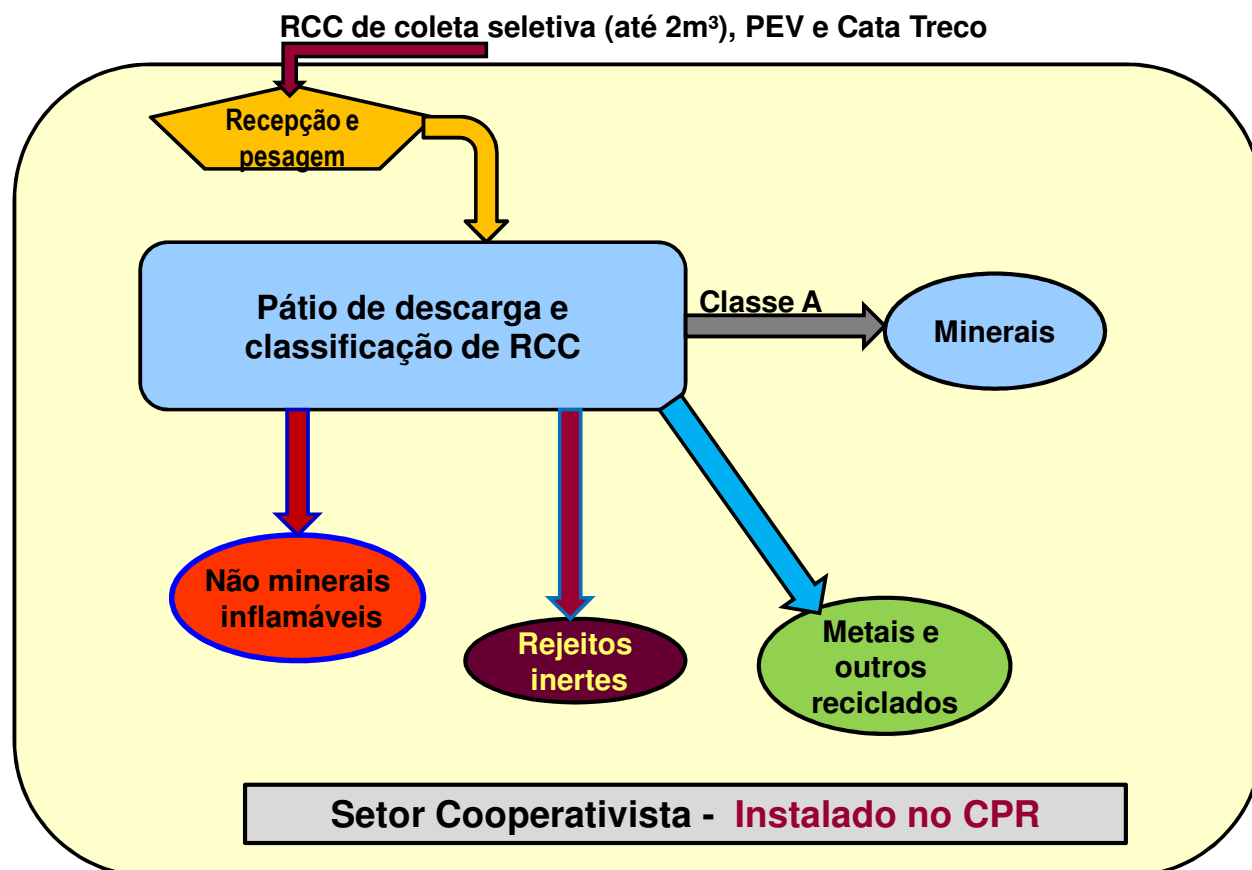 RCC de coleta seletiva (até 2m³), PEV e Cata Treco
Recepção e
pesagem
Pátio de descarga e
classificação de RCC
Classe A
Minerais
Não minerais
inflamáveis
Rejeitos
inertes
Metais e
outros
reciclados
Setor Cooperativista - Instalado no CPR